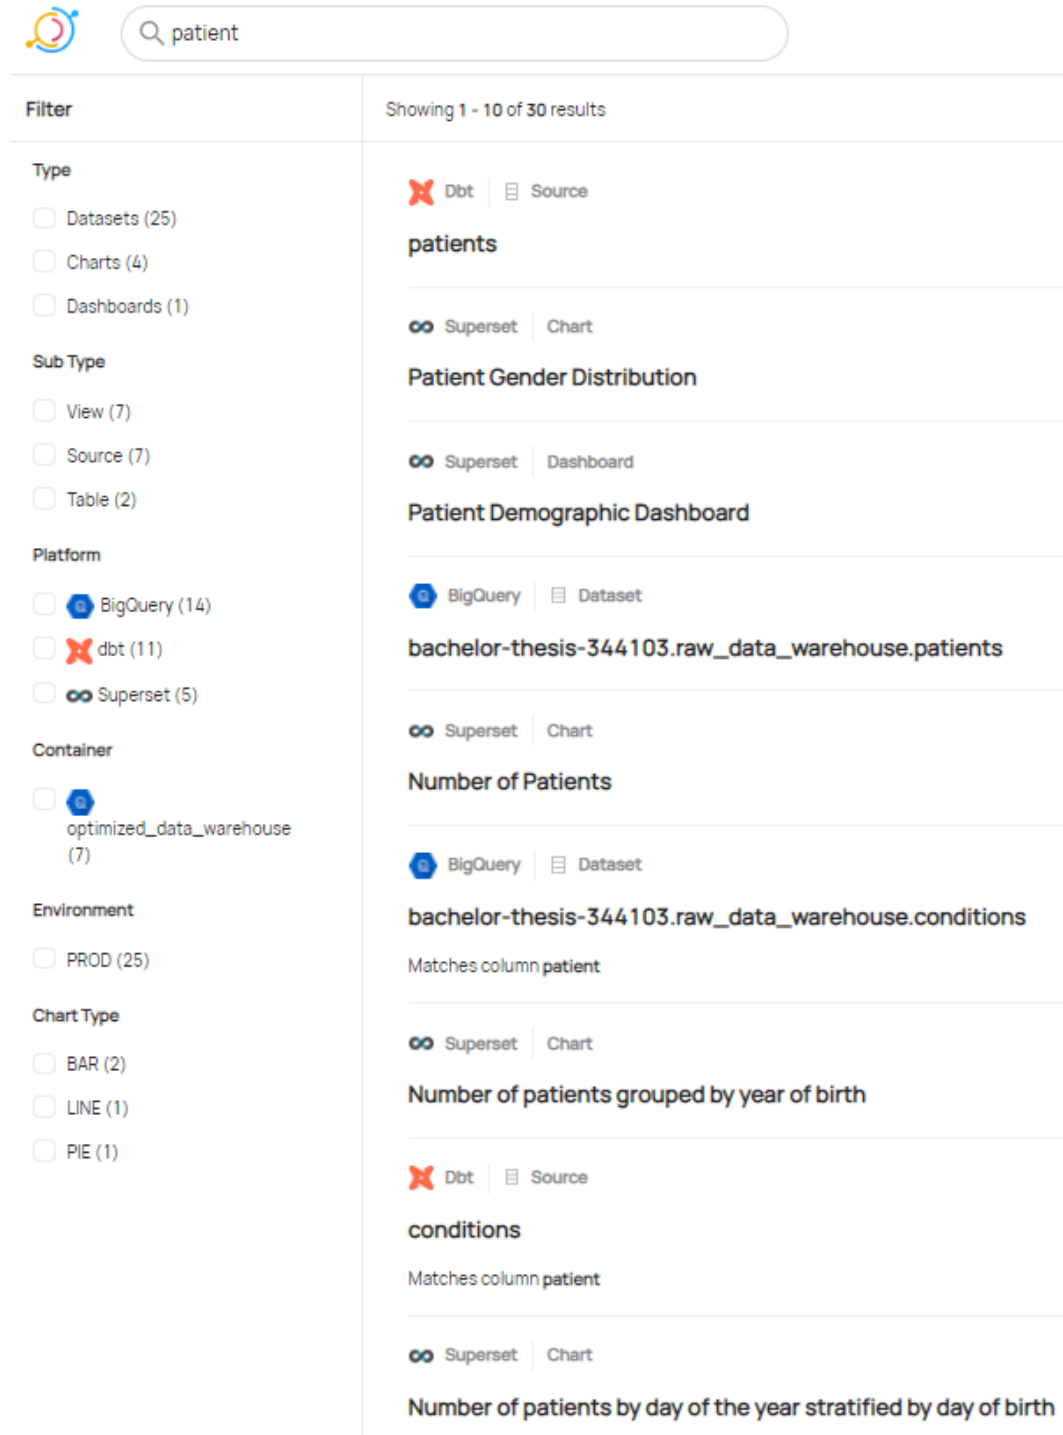 patient
Filter
Showing 1 - 10 of 30 results
Type
Datasets (25)
Charts (4)
Dashboards (1)
Sub Type
View (7)
Source (7)
Table (2)
Platform
BigQuery (14)
dbt (11)
Superset (5)
Container
optimized_data_warehouse
(7)
Environment
PROD (25)
Chart Type
BAR (2)
LINE (1)
PIE (1)
Dbt Source
patients
Superset Chart
Patient Gender Distribution
Superset Dashboard
Patient Demographic Dashboard
BigQuery Dataset
bachelor-thesis-344103.raw_data_warehouse.patients
Superset Chart
Number of Patients
BigQuery Dataset
bachelor-thesis-344103.raw_data_warehouse.conditions
Matches column patient
Superset Chart
Number of patients grouped by year of birth
Dbt Source
conditions
Matches column patient
Superset Chart
Number of patients by day of the year stratified by day of birth